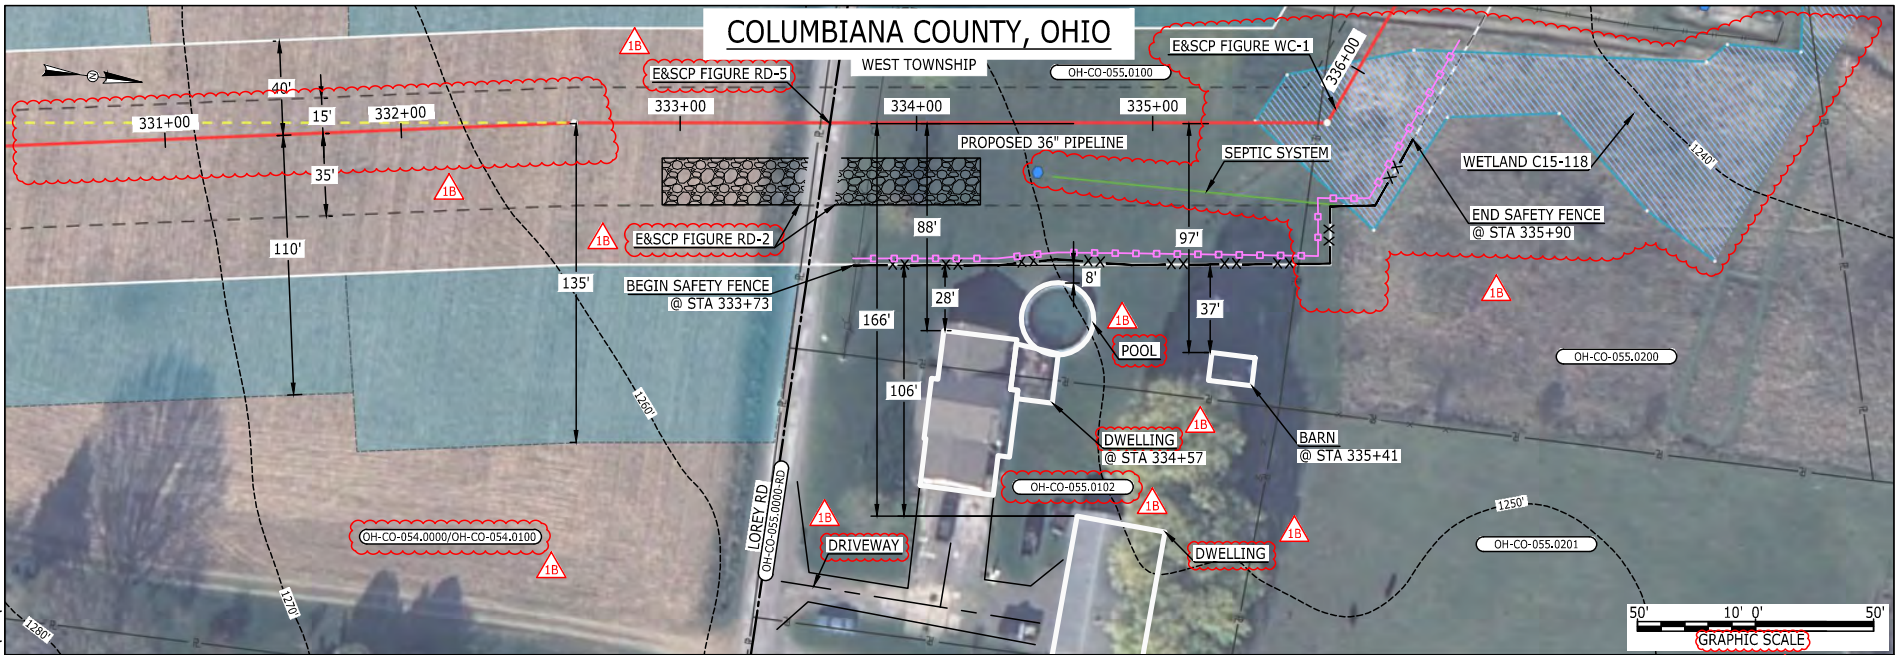 COLUMBIANA COUNTY, OHIO
WEST TOWNSHIP
N
40'
15'
35'
110'
135'
331+00
332+00
333+00
334+00
335+00
336+00
1B
E&SCP FIGURE RD-5
OH-CO-055.0100
E&SCP FIGURE WC-1
PROPOSED 36" PIPELINE
SEPTIC SYSTEM
WETLAND C15-118
1240'
1B
1B
E&SCP FIGURE RD-2
88'
97'
END SAFETY FENCE
@ STA 335+90
BEGIN SAFETY FENCE
@ STA 333+73
28'
8'
37'
166'
106'
1B
POOL
1B
OH-CO-055.0200
1260'
DWELLING
@ STA 334+57
1B
BARN
@ STA 335+41
OH-CO-055.0102
1B
1B
DRIVEWAY
DWELLING
1B
1250'
OH-CO-055.0201
LOREY RD
OH-CO-055.0000-RD
OH-CO-054.0000/OH-CO-054.0100
1B
1270'
1280'
50'
10'
0'
50'
GRAPHIC SCALE